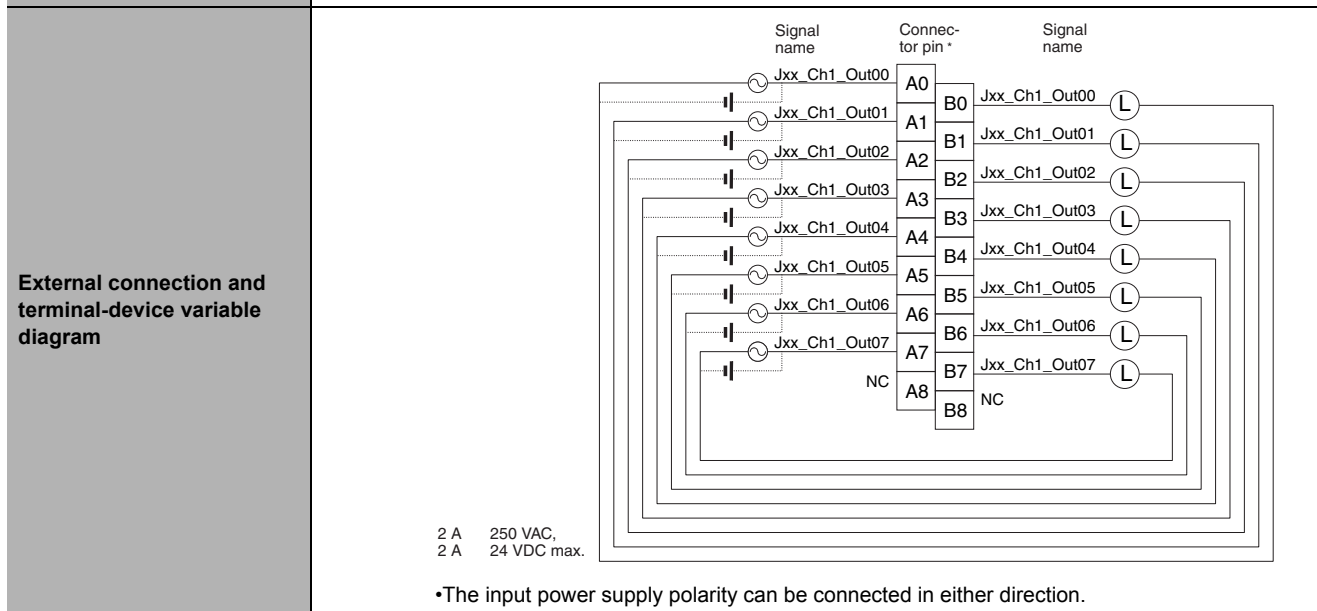 External connection and
terminal-device variable
diagram
Signal
name
Connec-
tor pin *
Signal
name
Jxx_Ch1_Out00
A0
B0
Jxx_Ch1_Out00
L
Jxx_Ch1_Out01
A1
B1
Jxx_Ch1_Out01
L
Jxx_Ch1_Out02
A2
B2
Jxx_Ch1_Out02
L
Jxx_Ch1_Out03
A3
B3
Jxx_Ch1_Out03
L
Jxx_Ch1_Out04
A4
B4
Jxx_Ch1_Out04
L
Jxx_Ch1_Out05
A5
B5
Jxx_Ch1_Out05
L
Jxx_Ch1_Out06
A6
B6
Jxx_Ch1_Out06
L
Jxx_Ch1_Out07
A7
B7
Jxx_Ch1_Out07
L
NC
A8
B8
NC
2 A 250 VAC,
2 A 24 VDC max.
•The input power supply polarity can be connected in either direction.